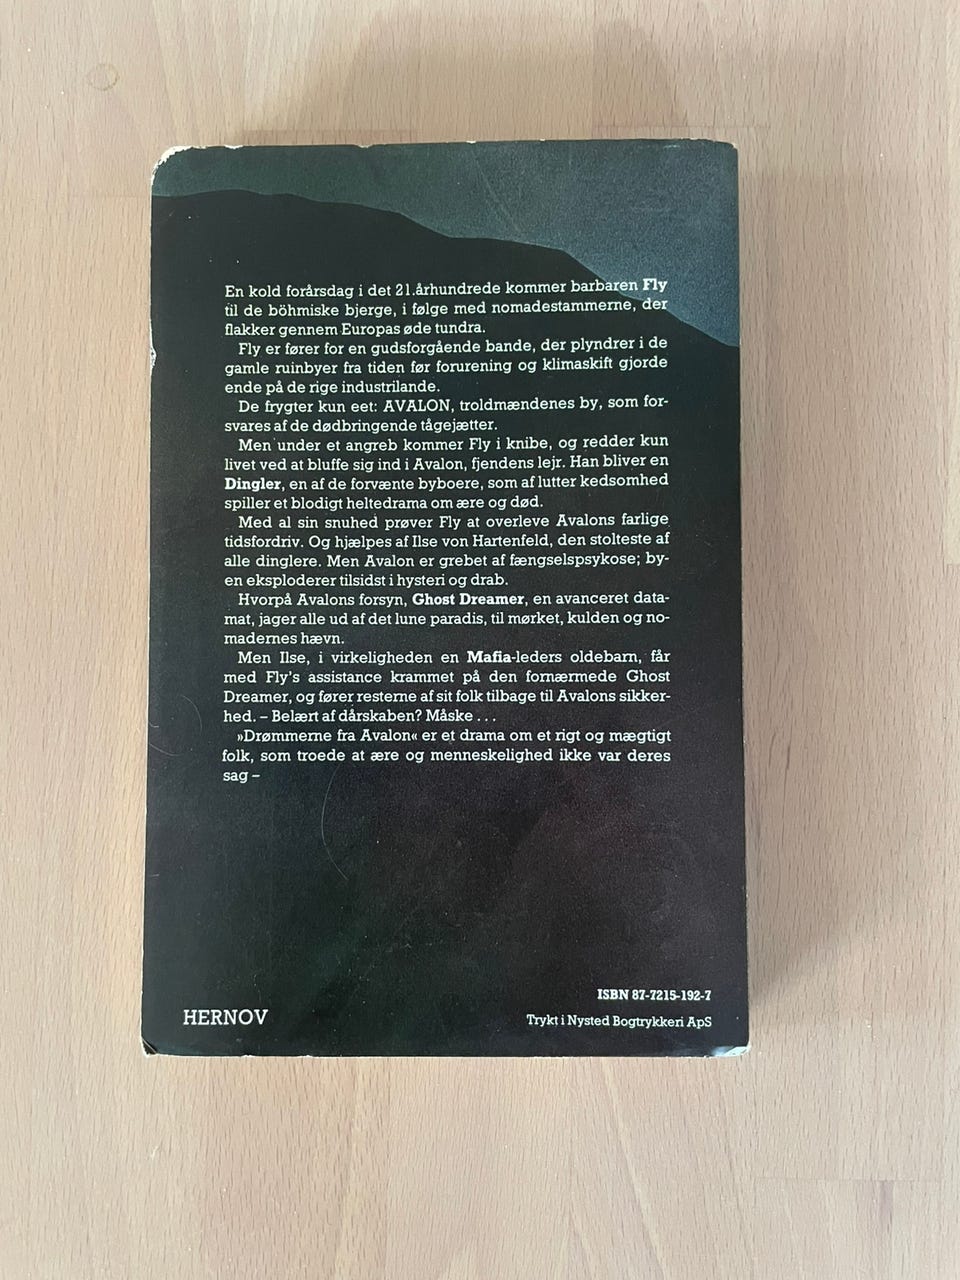 En kold forårsdag i det 21.århundrede kommer barbaren Fly
til de böhmiske bjerge, i følge med nomadestammerne, der
flakker gennem Europas øde tundra.
Fly er fører for en gudsforgående bande, der plyndrer i de
gamle ruinbyer fra tiden før forurening og klimaskift gjorde
ende på de rige industrilande.
De frygter kun eet: AVALON, troldmændenes by, som for-
svares af de dødbringende tågejætter.
Men under et angreb kommer Fly i knibe, og redder kun
livet ved at bluffe sig ind i Avalon, fjendens lejr. Han bliver en
Dingler, en af de forvænte byboere, som af lutter kedsomhed
spiller et blodigt heltedrama om ære og død.
Med al sin snuhed prøver Fly at overleve Avalons farlige
tidsfordriv. Og hjælpes af Ilse von Hartenfeld, den stolteste af
alle dinglere. Men Avalon er grebet af fængselspsykose; by-
en eksploderer tilsidst i hysteri og drab.
Hvorpå Avalons forsyn, Ghost Dreamer, en avanceret data-
mat, jager alle ud af det lune paradis, til mørket, kulden og no-
madernes hævn.
Men Ilse, i virkeligheden en Mafia-leders oldebarn, får
med Fly's assistance krammet på den fornærmede Ghost
Dreamer, og fører resterne af sit folk tilbage til Avalons sikker-
hed. – Belært af dårskaben? Måske . . .
»Drømmerne fra Avalon« er et drama om et rigt og mægtigt
folk, som troede at ære og menneskelighed ikke var deres
sag –
ISBN 87-7215-192-7
HERNOV
Trykt i Nysted Bogtrykkeri ApS